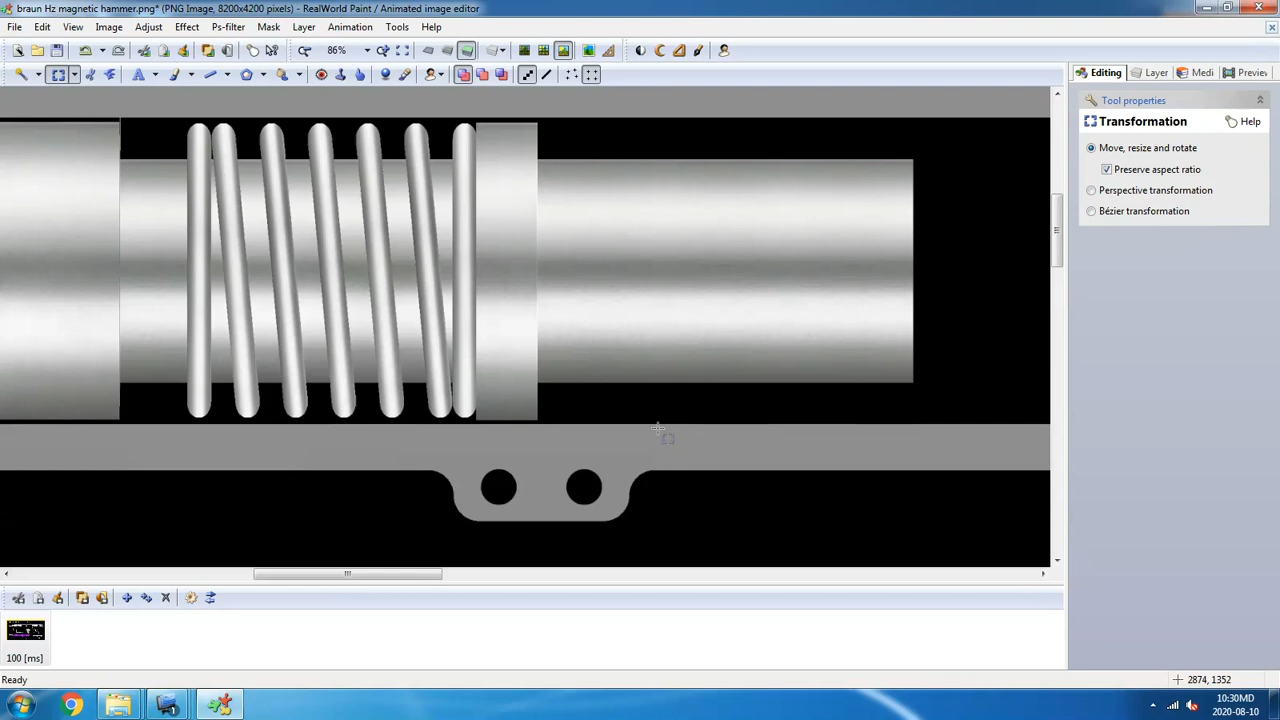 braun Hz magnetic hammer.png* (PNG Image, 8200x4200 pixels) - RealWorld Paint / Animated image editor
File Edit View Image Adjust Effect Ps-filter Mask Layer Animation Tools Help
86%
Editing Layer Medi Preview
Tool properties
Transformation Help
Move, resize and rotate
Preserve aspect ratio
Perspective transformation
Bézier transformation
100 [ms]
Ready
2874, 1352
10:30MD
2020-08-10